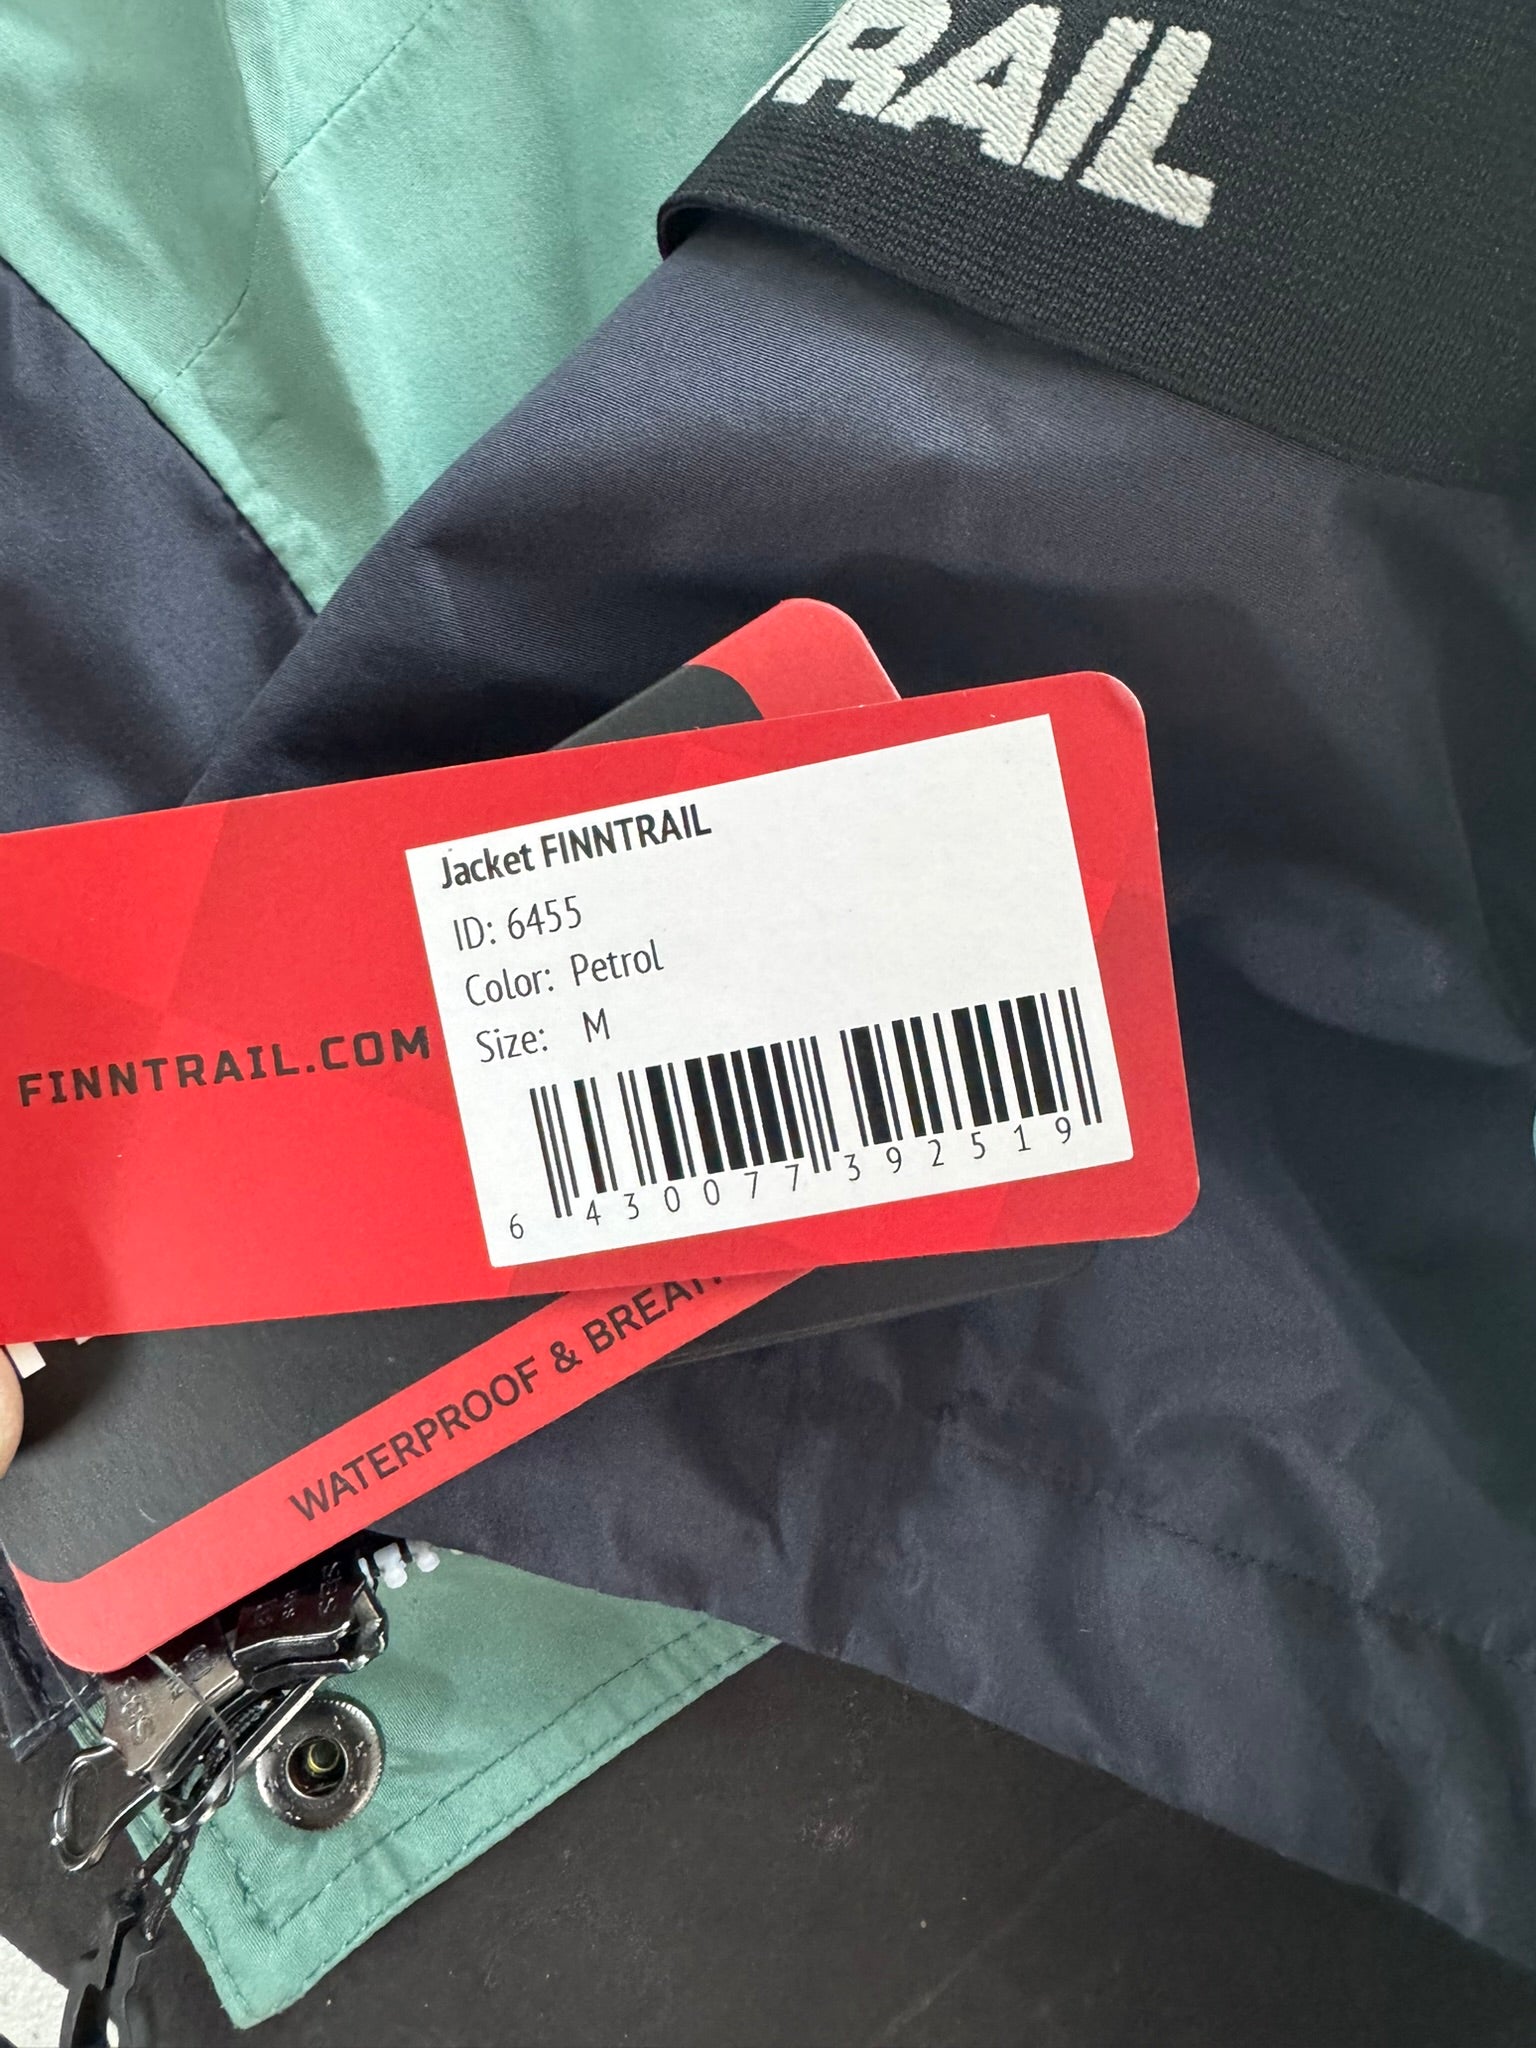 RAIL
Jacket FINNTRAIL
ID: 6455
Color: Petrol
Size: M
FINNTRAIL.COM
6 430077 392519
WATERPROOF & BREAT